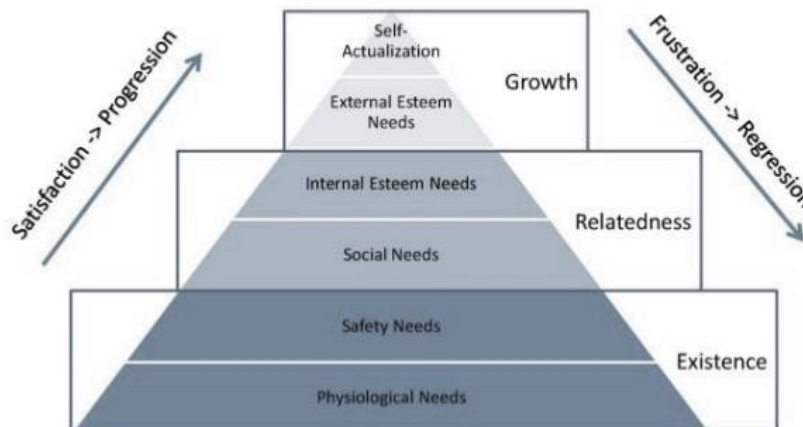 Self-
Actualization
Growth
External Esteem
Needs
Satisfaction -> Progression
Frustration -> Regression
Internal Esteem Needs
Relatedness
Social Needs
Safety Needs
Existence
Physiological Needs